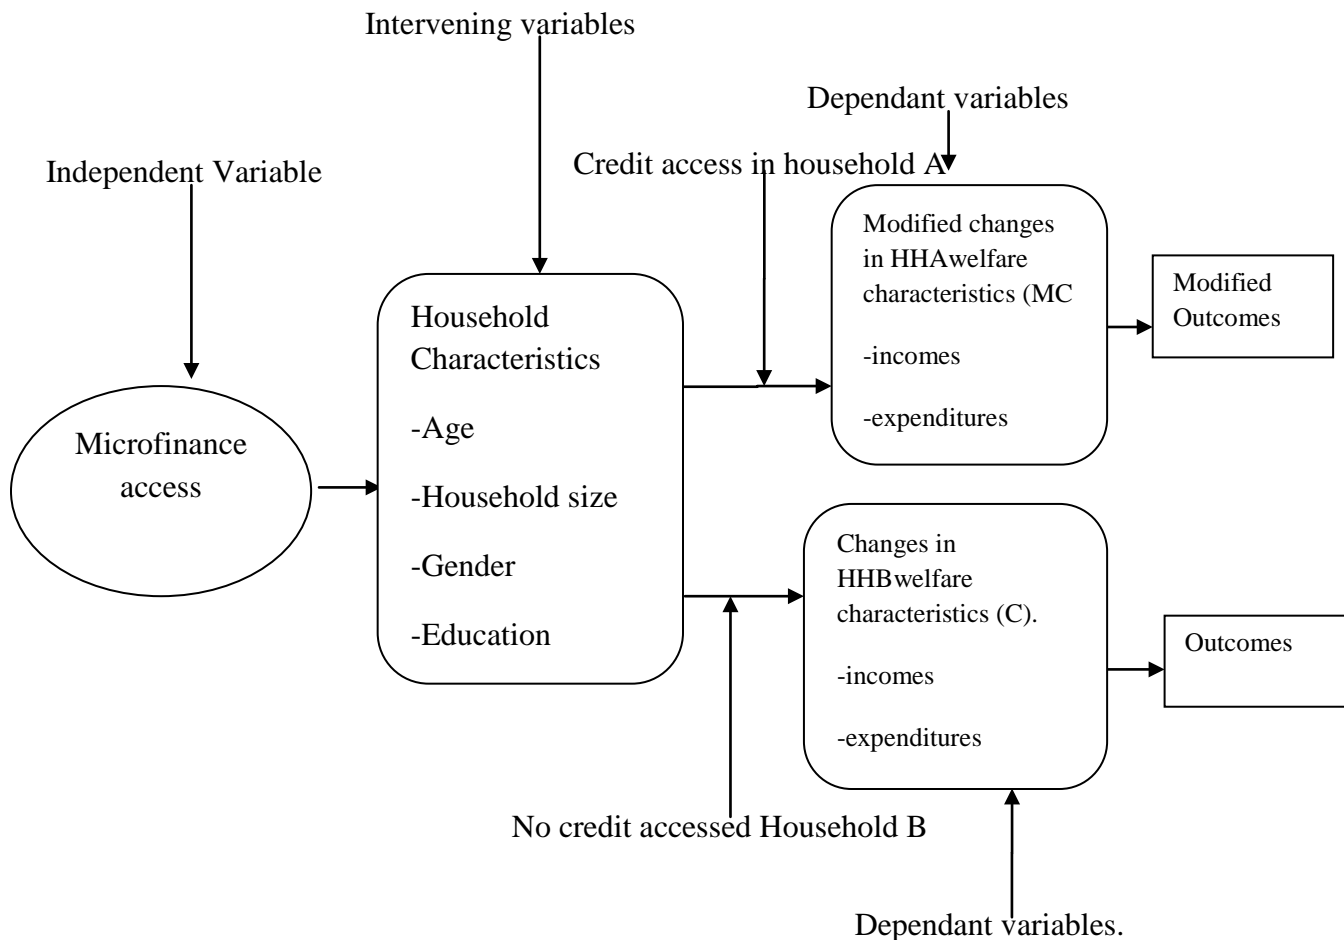 Intervening variables
Dependant variables
Credit access in household A
Independent Variable
Modified changes
in HHAwelfare
characteristics (MC
-incomes
-expenditures
Modified
Outcomes
Household
Characteristics
-Age
-Household size
-Gender
-Education
Microfinance
access
Changes in
HHBwelfare
characteristics (C).
-incomes
-expenditures
Outcomes
No credit accessed Household B
Dependant variables.